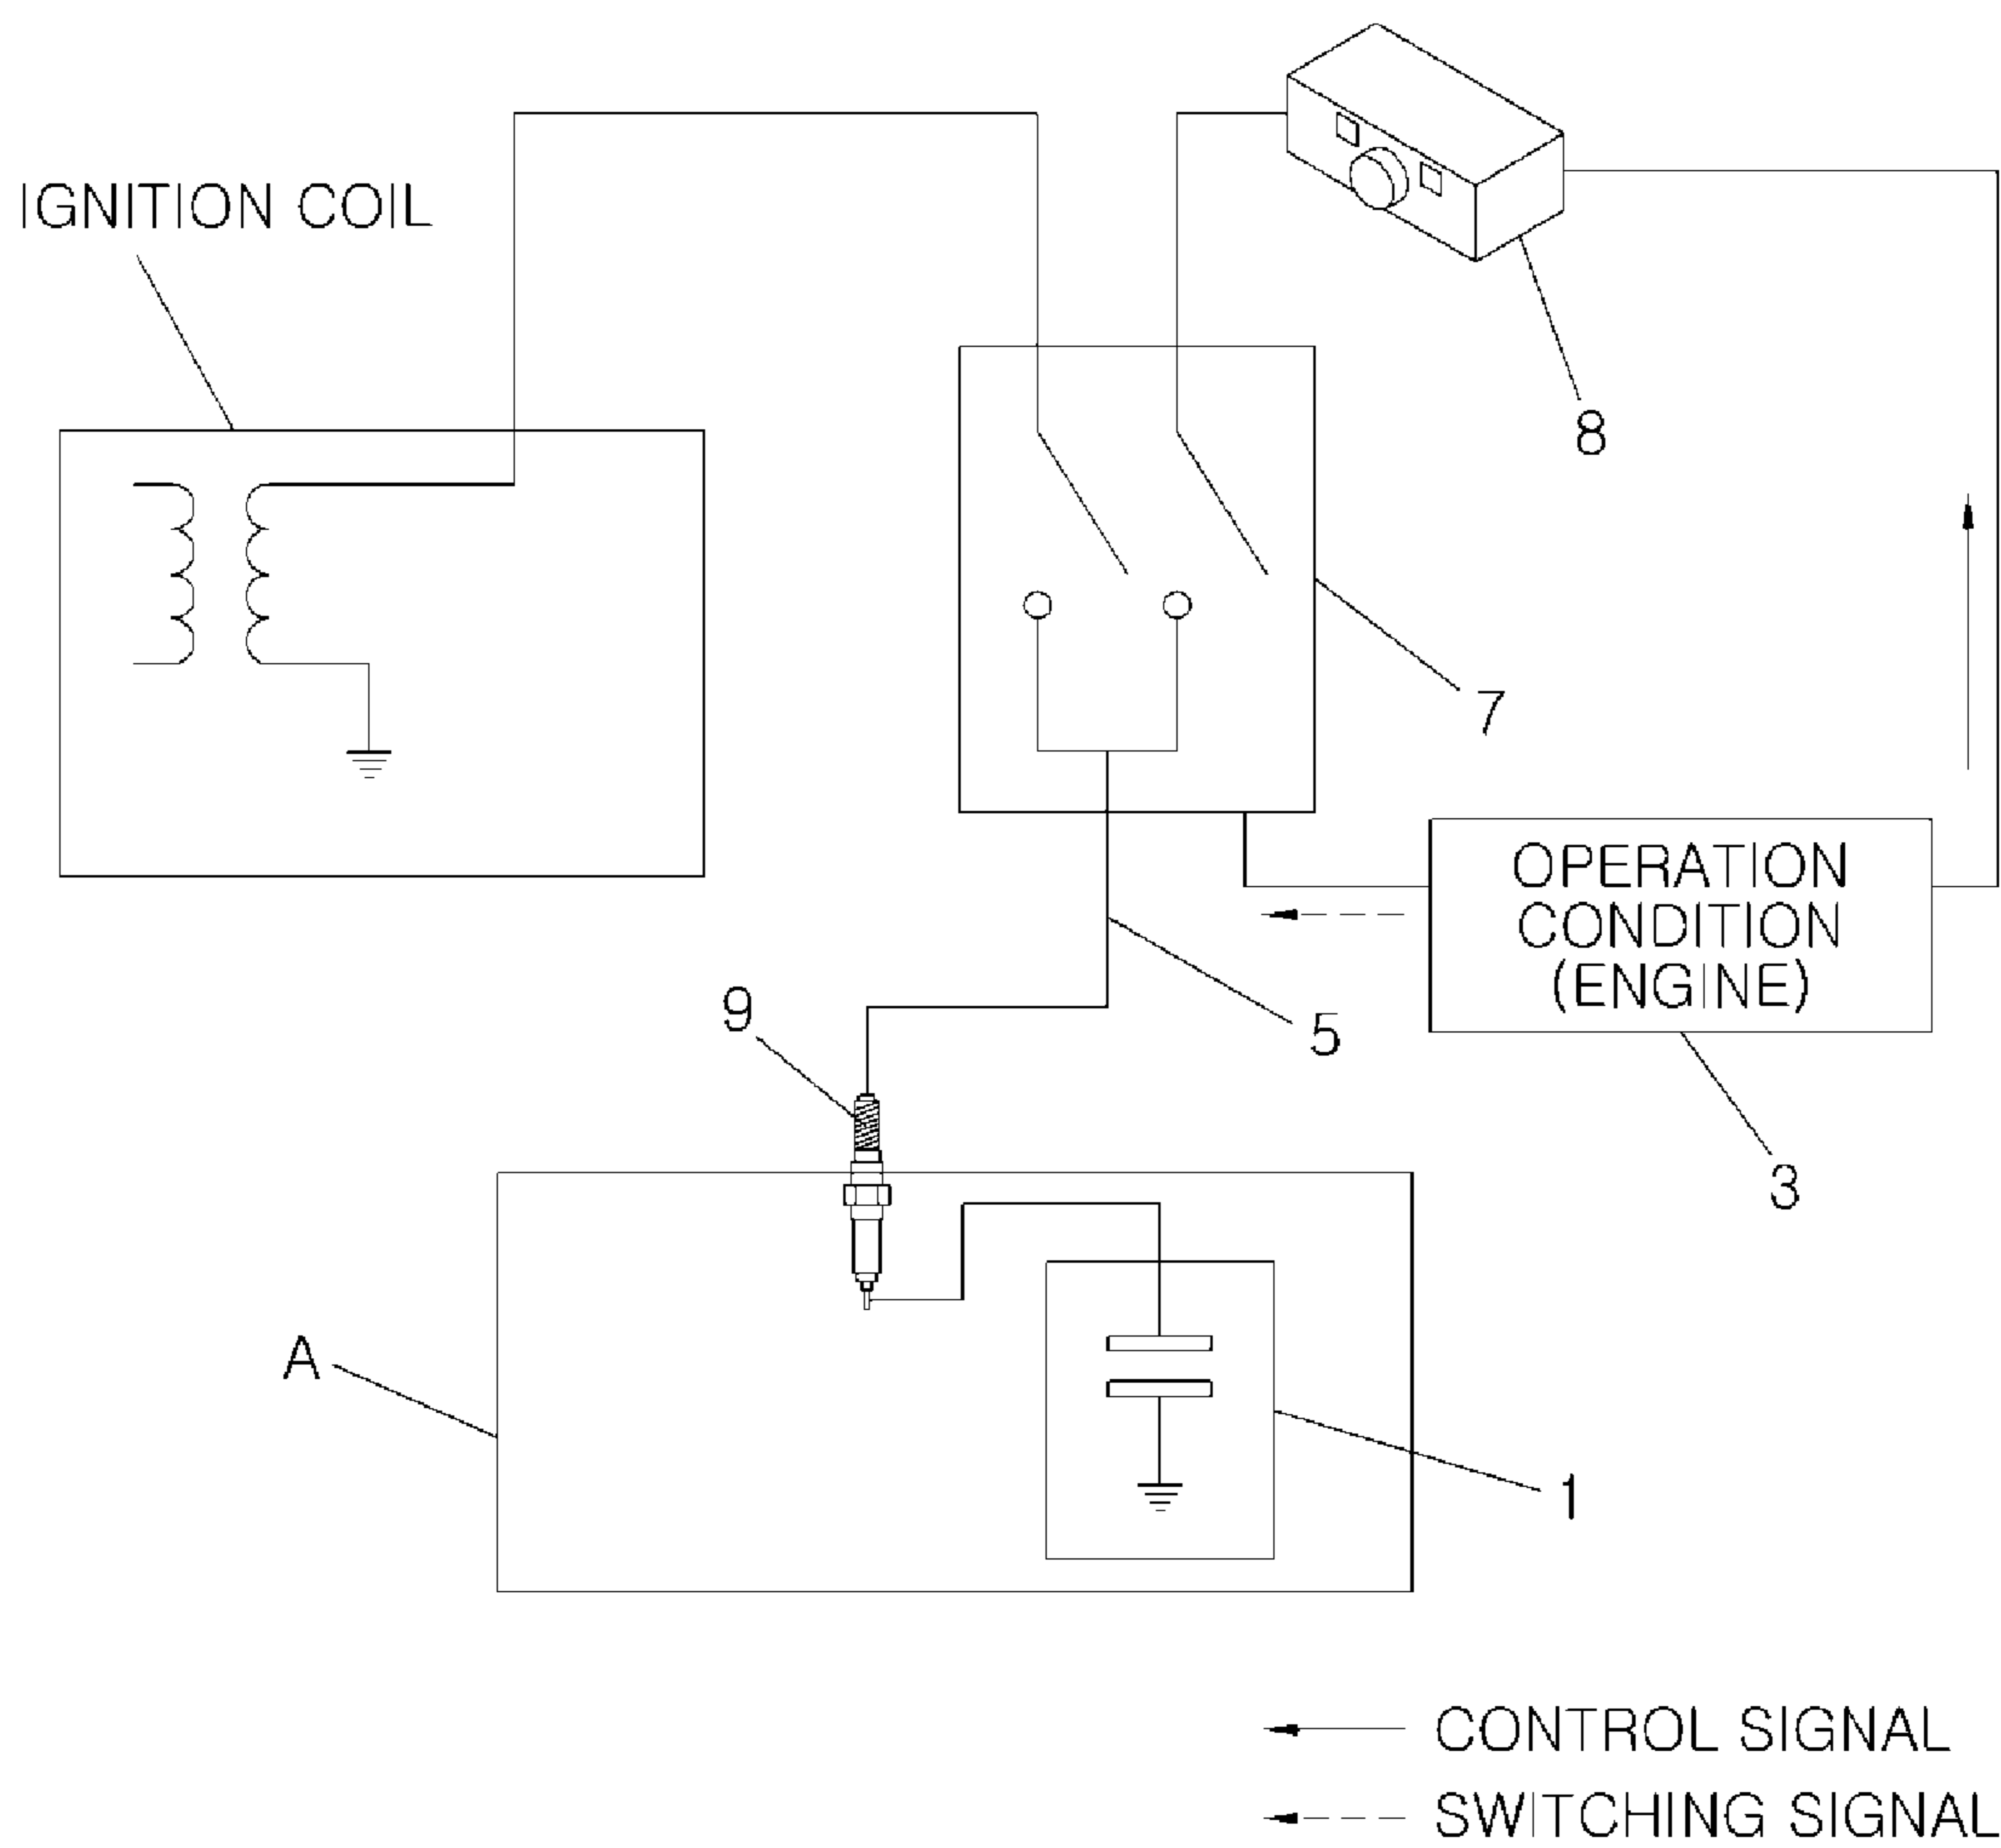 IGNITION COIL
8
7
OPERATION
CONDITION
(ENGINE)
9
5
3
A
1
CONTROL SIGNAL
SWITCHING SIGNAL